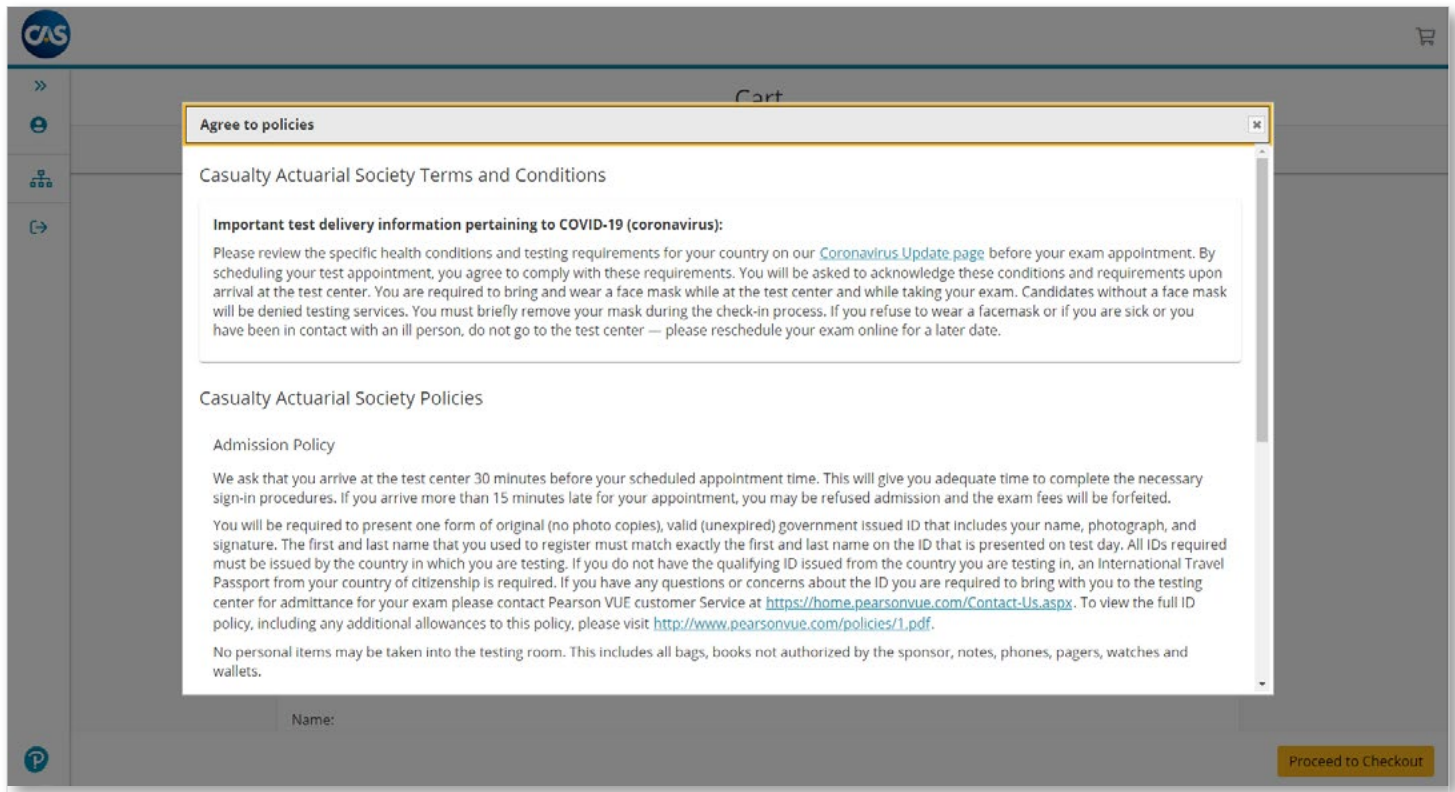 CAS
Cart
Agree to policies
Casualty Actuarial Society Terms and Conditions
Important test delivery information pertaining to COVID-19 (coronavirus):
Please review the specific health conditions and testing requirements for your country on our Coronavirus Update page before your exam appointment. By
scheduling your test appointment, you agree to comply with these requirements. You will be asked to acknowledge these conditions and requirements upon
arrival at the test center. You are required to bring and wear a face mask while at the test center and while taking your exam. Candidates without a face mask
will be denied testing services. You must briefly remove your mask during the check-in process. If you refuse to wear a facemask or if you are sick or you
have been in contact with an ill person, do not go to the test center — please reschedule your exam online for a later date.
Casualty Actuarial Society Policies
Admission Policy
We ask that you arrive at the test center 30 minutes before your scheduled appointment time. This will give you adequate time to complete the necessary
sign-in procedures. If you arrive more than 15 minutes late for your appointment, you may be refused admission and the exam fees will be forfeited.
You will be required to present one form of original (no photo copies), valid (unexpired) government issued ID that includes your name, photograph, and
signature. The first and last name that you used to register must match exactly the first and last name on the ID that is presented on test day. All IDs required
must be issued by the country in which you are testing. If you do not have the qualifying ID issued from the country you are testing in, an International Travel
Passport from your country of citizenship is required. If you have any questions or concerns about the ID you are required to bring with you to the testing
center for admittance for your exam please contact Pearson VUE customer Service at https://home.pearsonvue.com/Contact-Us.aspx. To view the full ID
policy, including any additional allowances to this policy, please visit http://www.pearsonvue.com/policies/1.pdf.
No personal items may be taken into the testing room. This includes all bags, books not authorized by the sponsor, notes, phones, pagers, watches and
wallets.
Name:
Proceed to Checkout